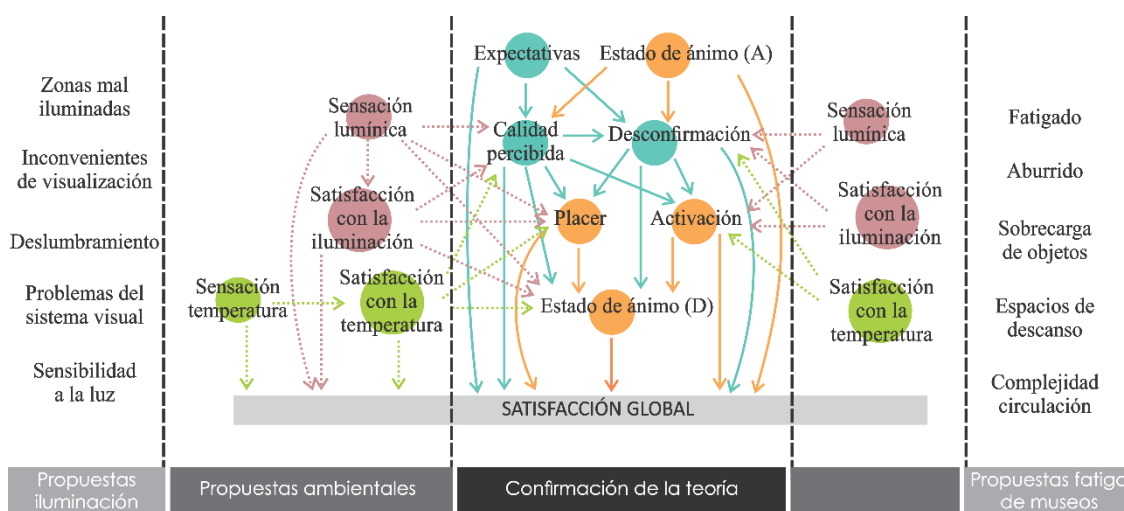 Zonas mal
iluminadas
Inconvenientes
de visualización
Deslumbramiento
Problemas del
sistema visual
Sensibilidad
a la luz
Sensación
lumínica
Satisfacción
con la
iluminación
Sensación
temperatura
Satisfacción
con la
temperatura
Expectativas
Estado de ánimo (A)
Calidad
percibida
Desconfirmación
Placer
Activación
Estado de ánimo (D)
Sensación
lumínica
Satisfacción
con la
iluminación
Satisfacción
con la
temperatura
Fatigado
Aburrido
Sobrecarga
de objetos
Espacios de
descanso
Complejidad
circulación
SATISFACCIÓN GLOBAL
Propuestas
iluminación
Propuestas ambientales
Confirmación de la teoría
Propuestas fatiga
de museos